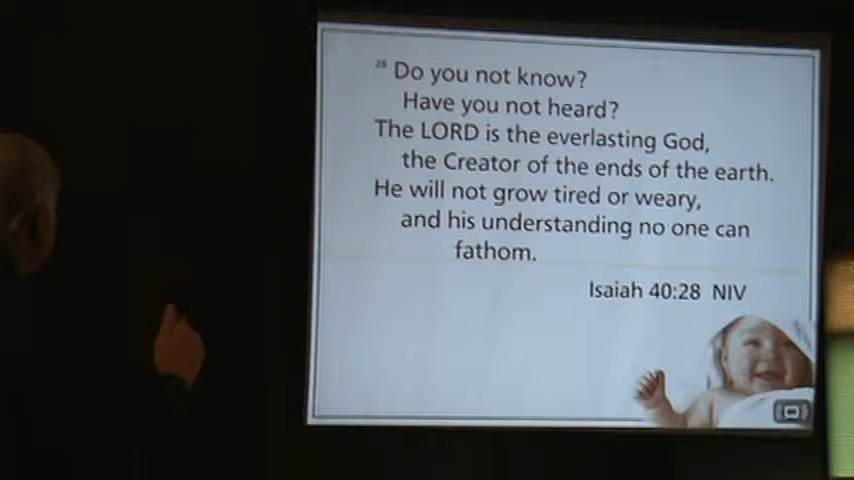 28 Do you not know?
Have you not heard?
The LORD is the everlasting God,
the Creator of the ends of the earth.
He will not grow tired or weary,
and his understanding no one can
fathom.
Isaiah 40:28 NIV